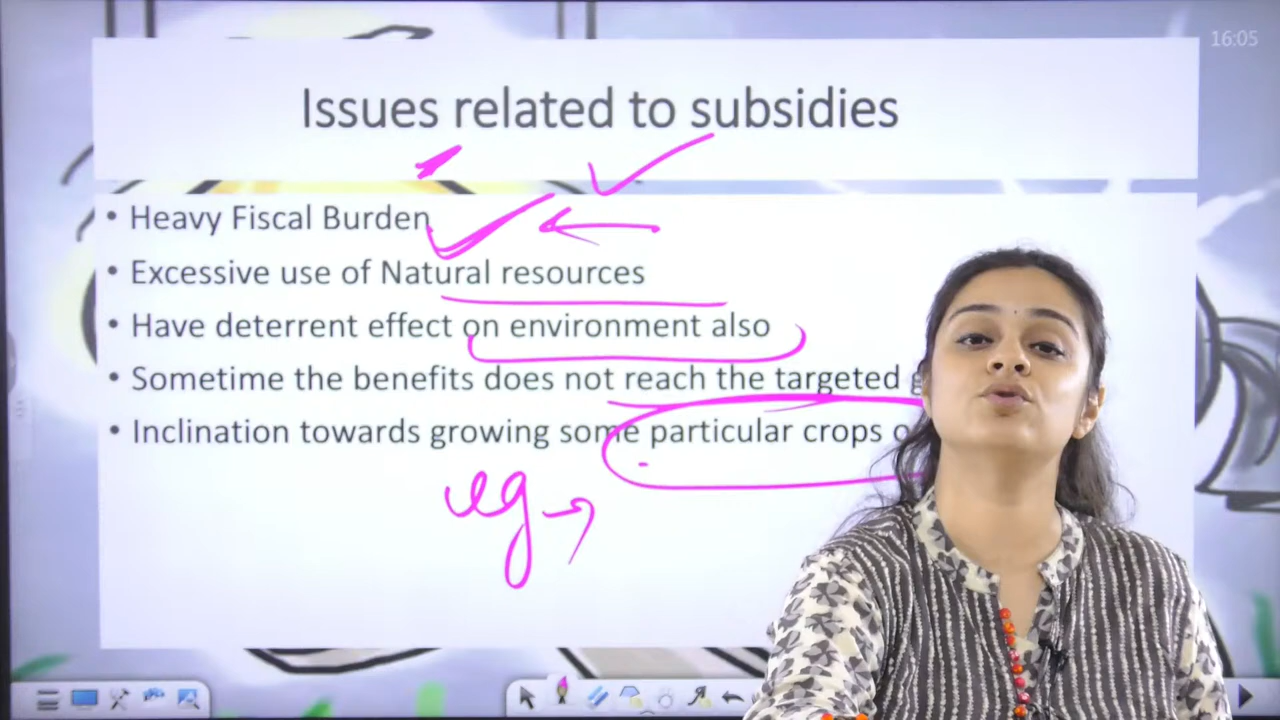 16:05
Issues related to subsidies
• Heavy Fiscal Burden
• Excessive use of Natural resources
• Have deterrent effect on environment also
• Sometime the benefits does not reach the targeted
• Inclination towards growing some particular crops
eg →